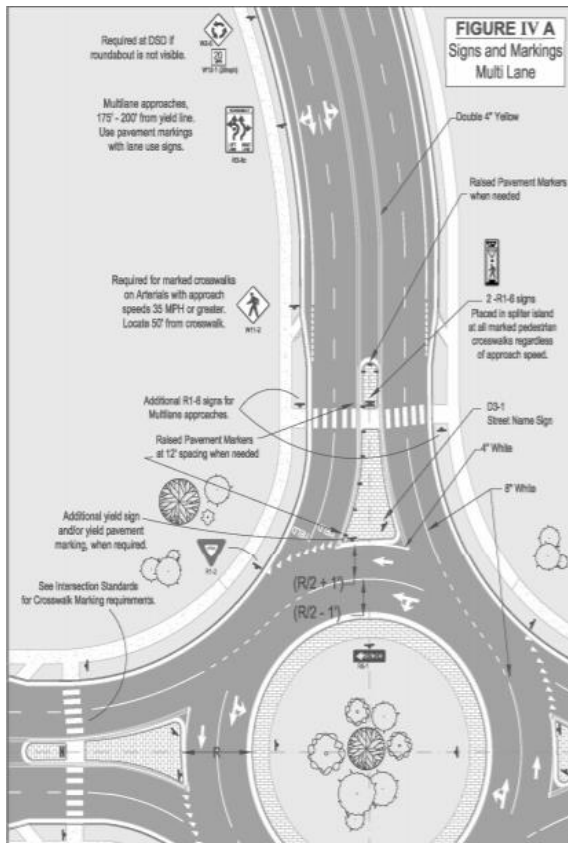 FIGURE IV A
Signs and Markings
Multi Lane
Required at DSD if
roundabout is not visible.
20
Multilane approaches,
175' - 200' from yield line.
Use pavement markings
with lane use signs.
Double 4" Yellow
Raised Pavement Markers
when needed
Required for marked crosswalks
on Arterials with approach
speeds 35 MPH or greater.
Locate 50' from crosswalk.
W11-2
2 -R1-6 signs
Placed in spliter island
at all marked pedestrian
crosswalks regardless
of approach speed.
Additional R1-6 signs for
Multilane approaches.
D3-1
Street Name Sign
Raised Pavement Markers
at 12' spacing when needed
4" White
8" White
Additional yield sign
and/or yield pavement
marking, when required.
R1-2
See Intersection Standards
for Crosswalk Marking requirements.
(R/2 + 1')
(R/2 - 1')
R